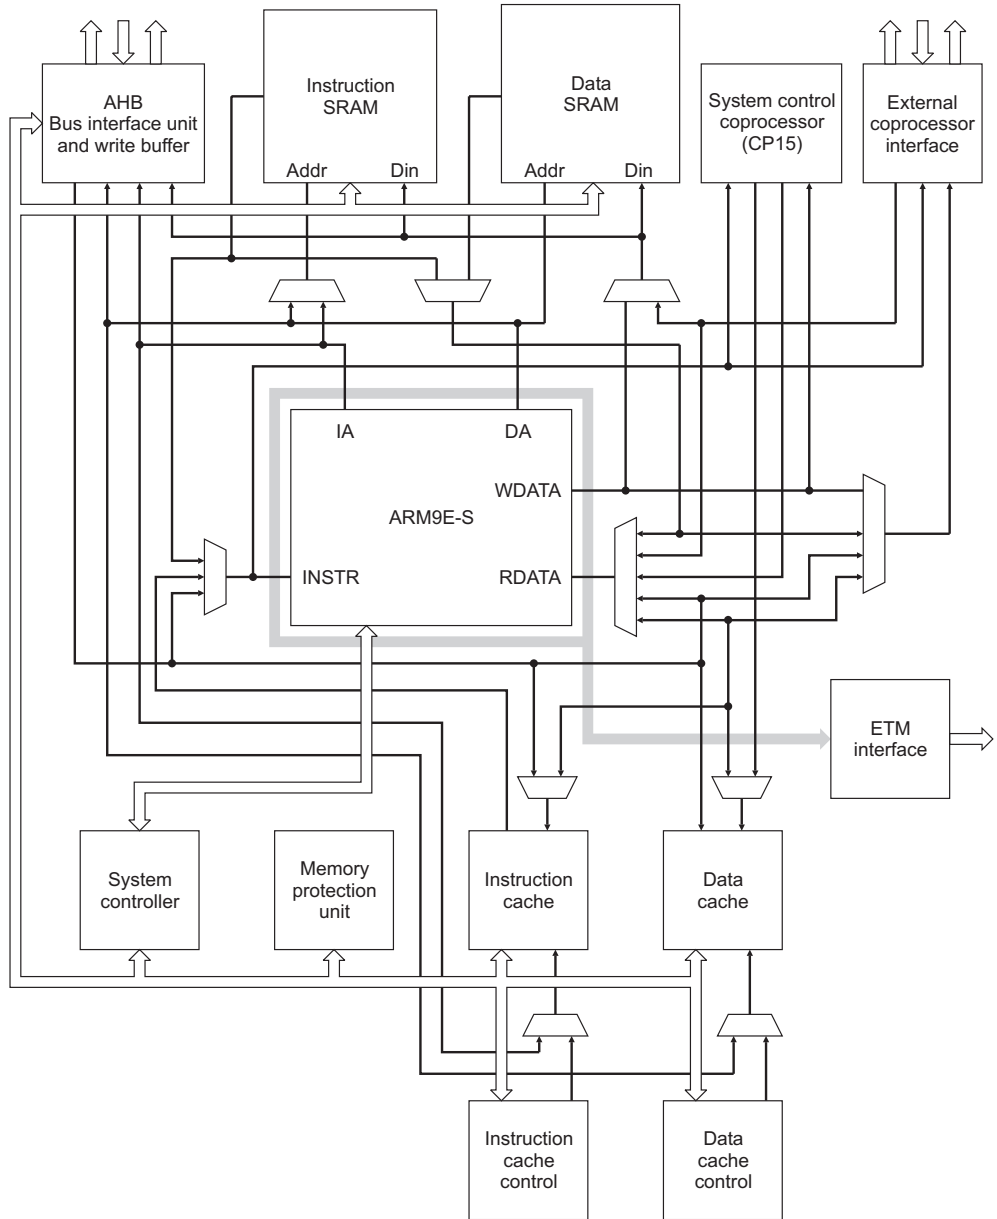 AHB
Bus interface unit
and write buffer
Instruction
SRAM
Addr
Din
Data
SRAM
Addr
Din
System control
coprocessor
(CP15)
External
coprocessor
interface
IA
DA
WDATA
ARM9E-S
INSTR
RDATA
ETM
interface
System
controller
Memory
protection
unit
Instruction
cache
Data
cache
Instruction
cache
control
Data
cache
control